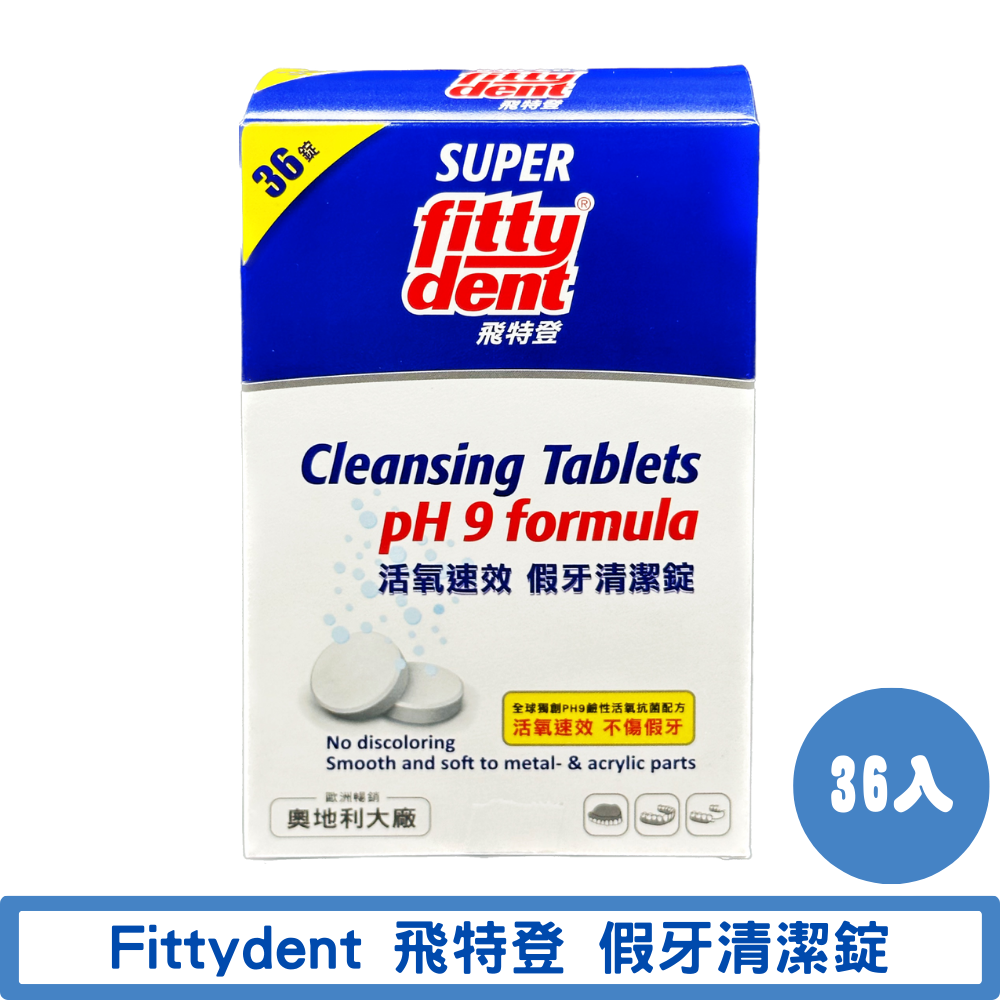 fitty
dent
飛特登
36錠
SUPER
fitty®
dent
飛特登
Cleansing Tablets
pH 9 formula
活氧速效 假牙清潔錠
全球獨創PH9鹼性活氧抗菌配方
活氧速效 不傷假牙
No discoloring
Smooth and soft to metal- & acrylic parts
歐洲暢銷
奧地利大廠
36入
Fittydent 飛特登 假牙清潔錠